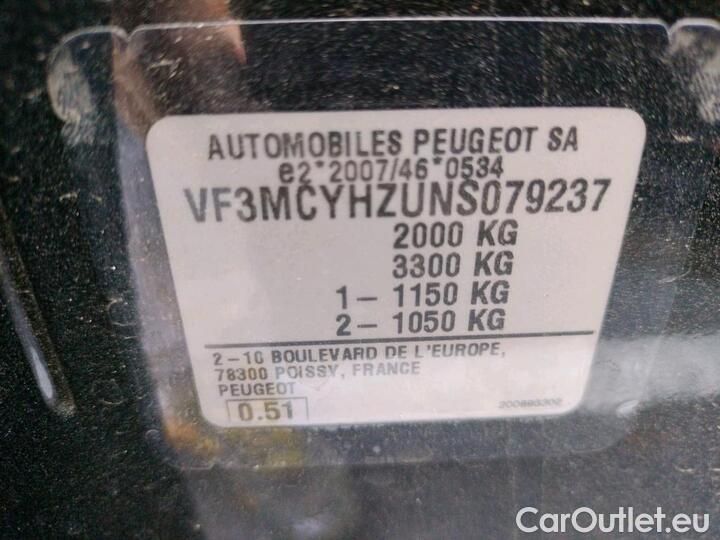 AUTOMOBILES PEUGEOT SA
e2*2007/46*0534
VF3MCYHZUNS079237
2000 KG
3300 KG
1- 1150 KG
2- 1050 KG
2-10 BOULEVARD DE L'EUROPE,
78300 POISSY, FRANCE
PEUGEOT
0.51
CarOutlet.eu